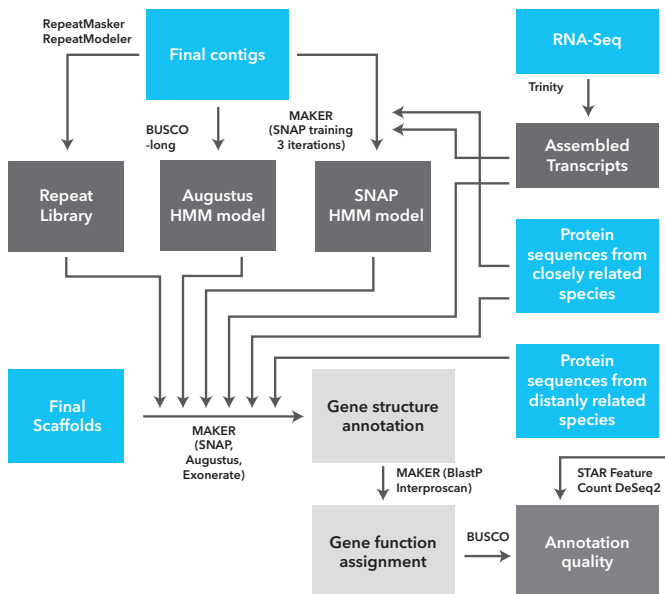 RepeatMasker
RepeatModeler
Final contigs
RNA-Seq
Trinity
BUSCO
-long
MAKER
(SNAP training
3 iterations)
Assembled
Transcripts
Repeat
Library
Augustus
HMM model
SNAP
HMM model
Protein
sequences from
closely related
species
Final
Scaffolds
MAKER
(SNAP,
Augustus,
Exonerate)
Gene structure
annotation
Protein
sequences from
distanly related
species
MAKER (BlastP
Interproscan)
STAR Feature
Count DeSeq2
Gene function
assignment
BUSCO
Annotation
quality